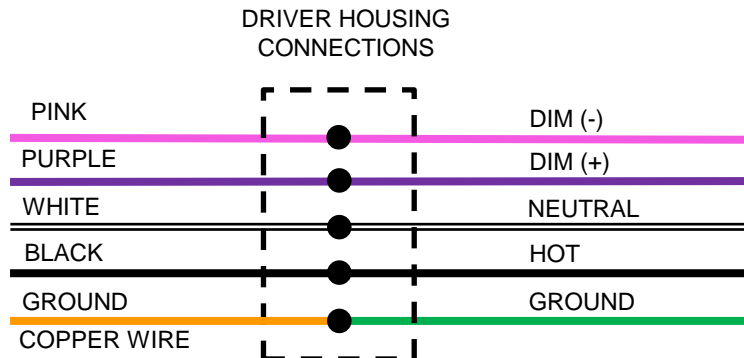 DRIVER HOUSING
CONNECTIONS
PINK
DIM (-)
PURPLE
DIM (+)
WHITE
NEUTRAL
BLACK
HOT
GROUND
GROUND
COPPER WIRE